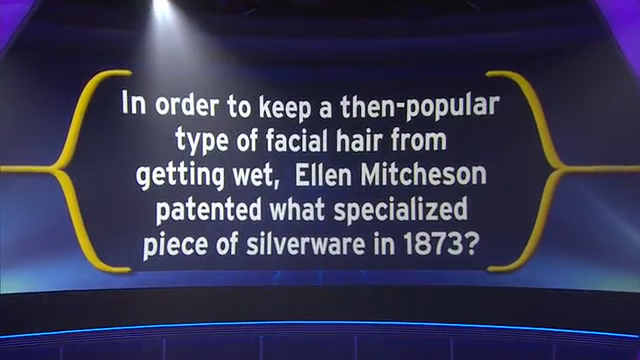 In order to keep a then-popular
type of facial hair from
getting wet, Ellen Mitcheson
patented what specialized
piece of silverware in 1873?